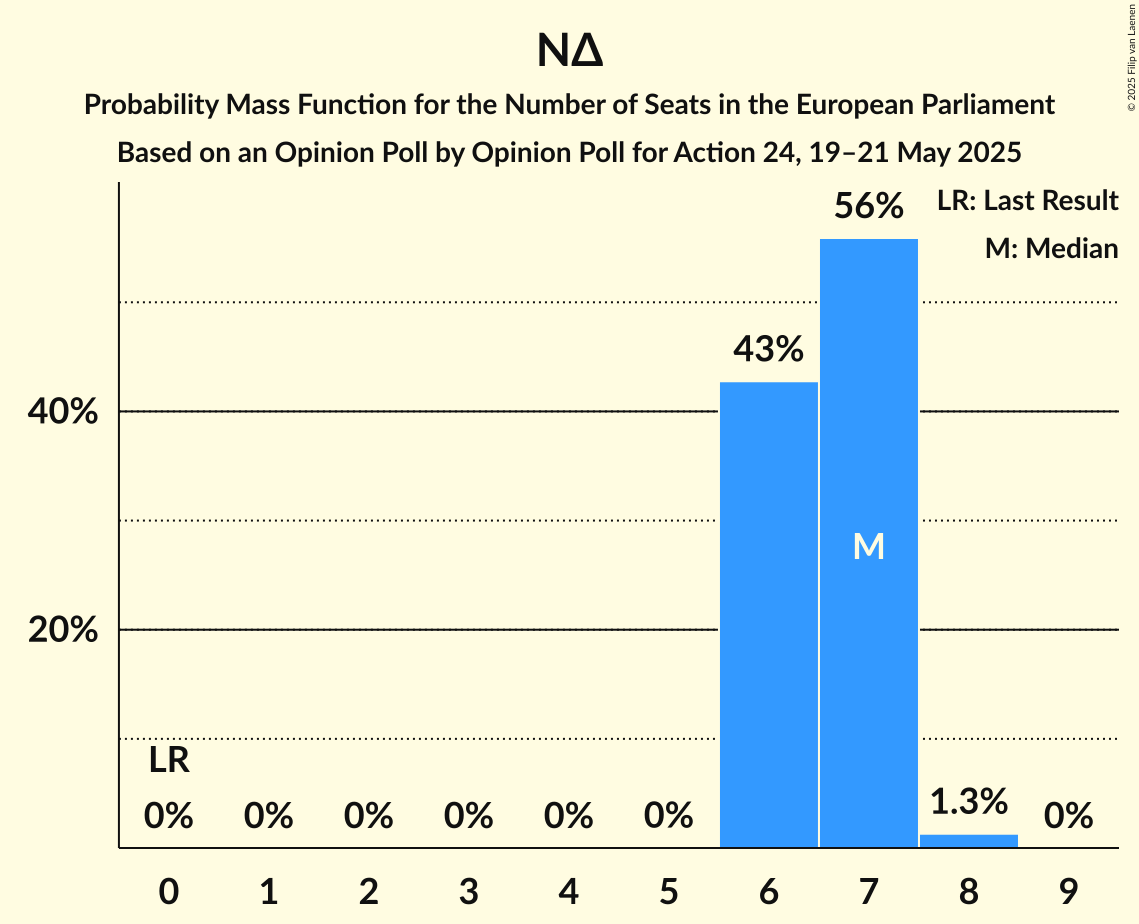 NΔ
Probability Mass Function for the Number of Seats in the European Parliament
Based on an Opinion Poll by Opinion Poll for Action 24, 19–21 May 2025
© 2025 Filip van Laenen
LR: Last Result
M: Median
56%
43%
40%
M
20%
LR
0% 0% 0% 0% 0% 0% 1.3% 0%
0 1 2 3 4 5 6 7 8 9